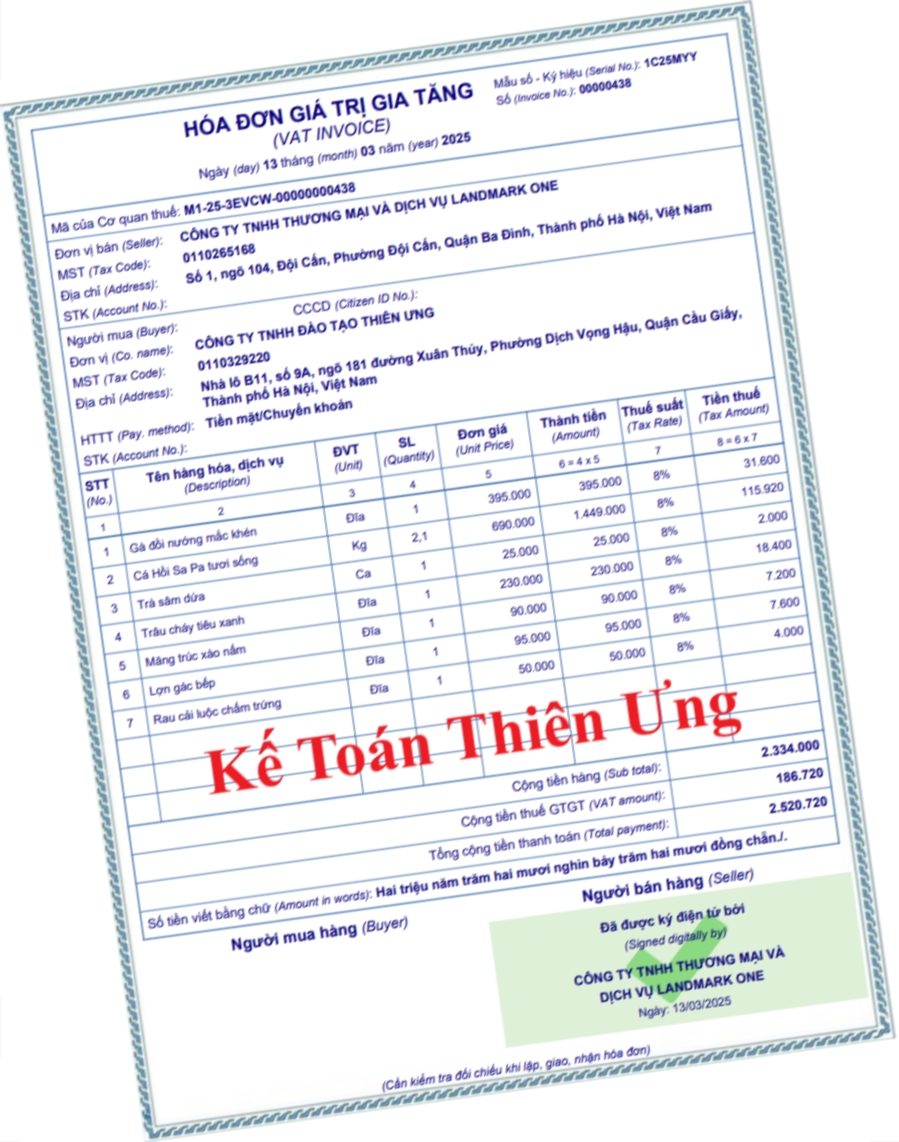 HÓA ĐƠN GIÁ TRỊ GIA TĂNG
(VAT INVOICE)
Ngày (day) 13 tháng (month) 03 năm (year) 2025
Mẫu số - Ký hiệu (Serial No.): 1C25MYY
Số (Invoice No.): 00000438
Mã của Cơ quan thuế: M1-25-3EVCW-00000000438
Đơn vị bán (Seller): CÔNG TY TNHH THƯƠNG MẠI VÀ DỊCH VỤ LANDMARK ONE
MST (Tax Code): 0110265168
Địa chỉ (Address): Số 1, ngõ 104, Đội Cấn, Phường Đội Cấn, Quận Ba Đình, Thành phố Hà Nội, Việt Nam
STK (Account No.):
Người mua (Buyer): CCCD (Citizen ID No.):
Đơn vị (Co. name): CÔNG TY TNHH ĐÀO TẠO THIÊN ƯNG
MST (Tax Code): 0110329220
Địa chỉ (Address): Nhà lô B11, số 9A, ngõ 181 đường Xuân Thủy, Phường Dịch Vọng Hậu, Quận Cầu Giấy,
Thành phố Hà Nội, Việt Nam
HTTT (Pay. method): Tiền mặt/Chuyển khoản
STK (Account No.):
STT Tên hàng hóa, dịch vụ ĐVT SL Đơn giá Thành tiền Thuế suất Tiền thuế
(No.) (Description) (Unit) (Quantity) (Unit Price) (Amount) (Tax Rate) (Tax Amount)
1 2 3 4 5 6 = 4 x 5 7 8 = 6 x 7
1 Gà đồi nướng mắc khén Đĩa 1 395.000 395.000 8% 31.600
2 Cá Hồi Sa Pa tươi sống Kg 2,1 690.000 1.449.000 8% 115.920
3 Trà sâm dứa Ca 1 25.000 25.000 8% 2.000
4 Trâu cháy tiêu xanh Đĩa 1 230.000 230.000 8% 18.400
5 Măng trúc xào nấm Đĩa 1 90.000 90.000 8% 7.200
6 Lợn gác bếp Đĩa 1 95.000 95.000 8% 7.600
7 Rau cải luộc chấm trứng Đĩa 1 50.000 50.000 8% 4.000
Kế Toán Thiên Ưng
Cộng tiền hàng (Sub total): 2.334.000
Cộng tiền thuế GTGT (VAT amount): 186.720
Tổng cộng tiền thanh toán (Total payment): 2.520.720
Số tiền viết bằng chữ (Amount in words): Hai triệu năm trăm hai mươi nghìn bảy trăm hai mươi đồng chẵn./.
Người mua hàng (Buyer)
Người bán hàng (Seller)
Đã được ký điện tử bởi
(Signed digitally by)
CÔNG TY TNHH THƯƠNG MẠI VÀ
DỊCH VỤ LANDMARK ONE
Ngày: 13/03/2025
(Cần kiểm tra đối chiếu khi lập, giao, nhận hóa đơn)